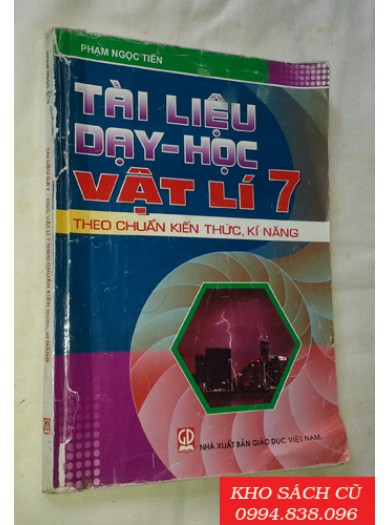 PHẠM NGỌC TIẾN
TÀI LIỆU
DẠY-HỌC
VẬT LÍ 7
THEO CHUẨN KIẾN THỨC, KĨ NĂNG
GD
NHÀ XUẤT BẢN GIÁO DỤC VIỆT NAM
KHO SÁCH CŨ
0994.838.096